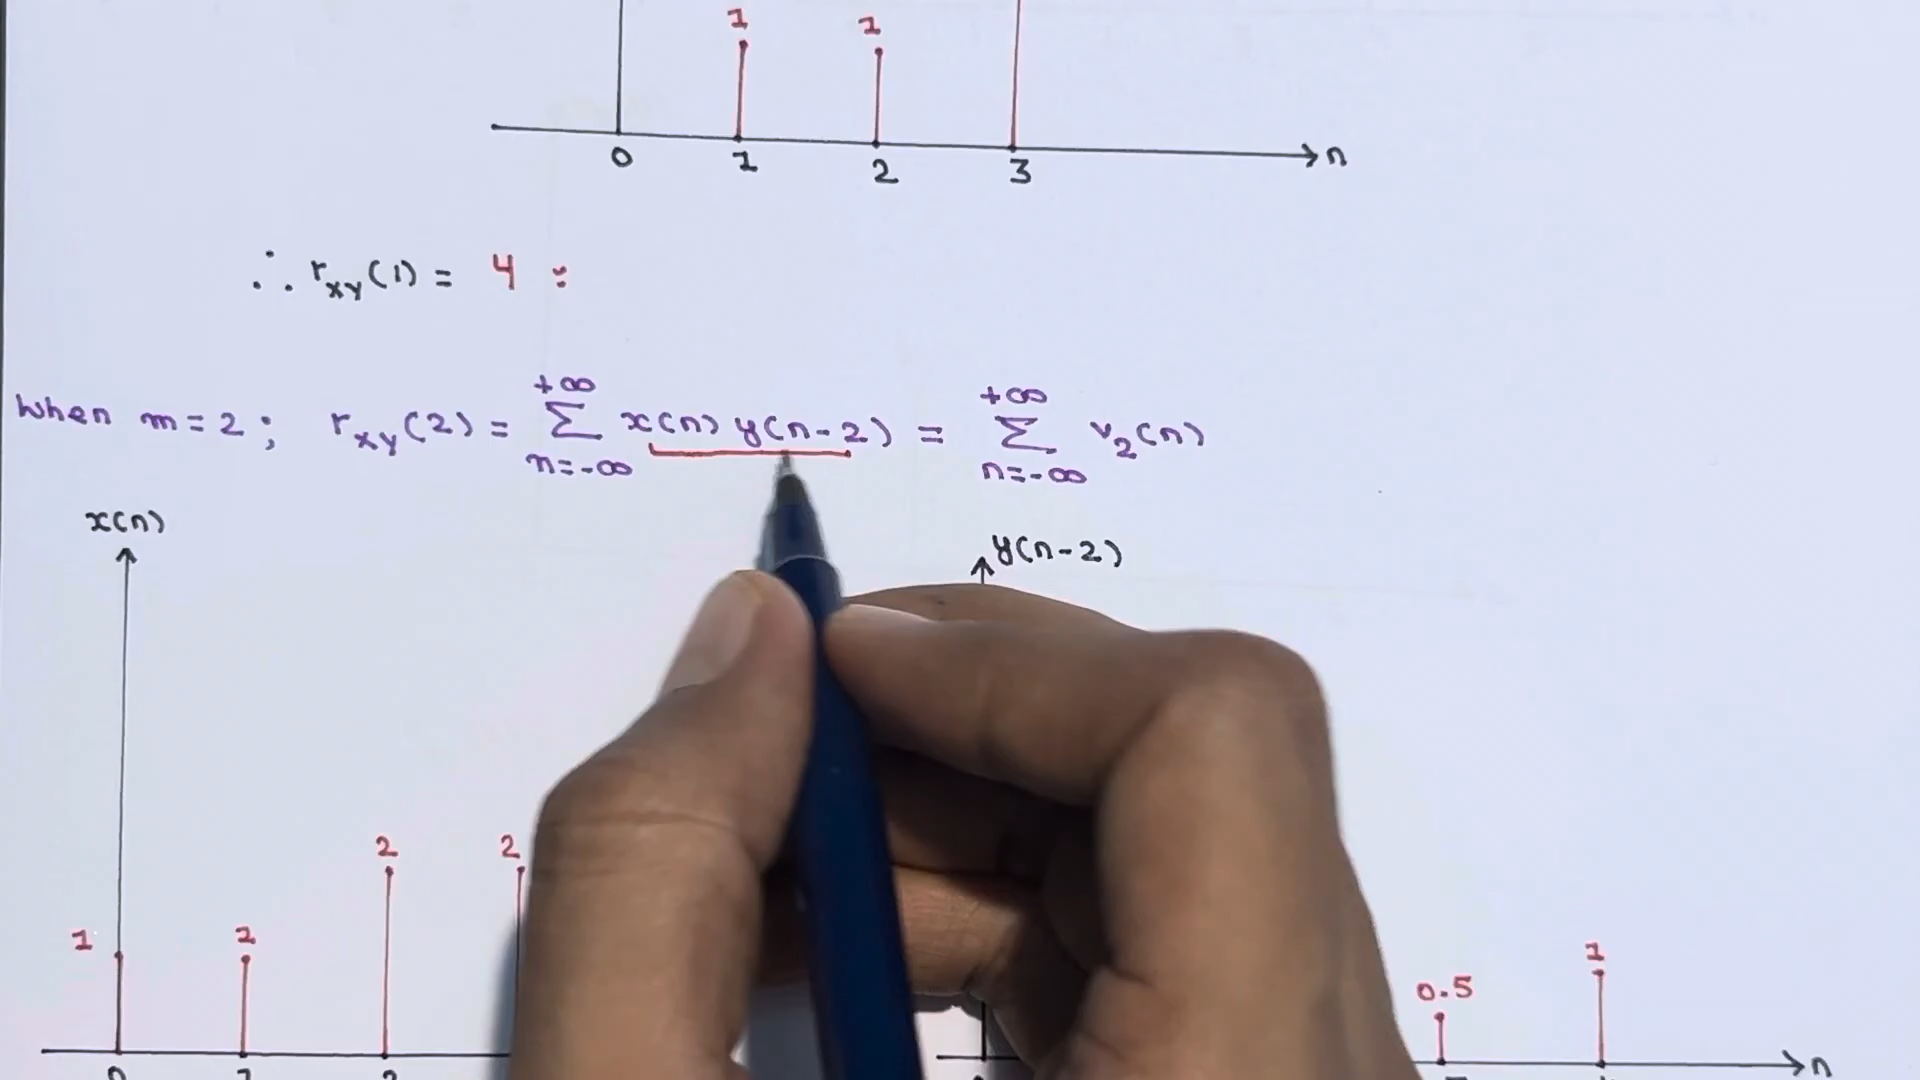 1 1
0 1 2 3 n
∴ rxy(1) = 4 :
When m=2; rxy(2) = +∞ Σ n=-∞ x(n) y(n-2) = +∞ Σ n=-∞ v2(n)
x(n)
y(n-2)
2 2
1 1
0.5 1
n